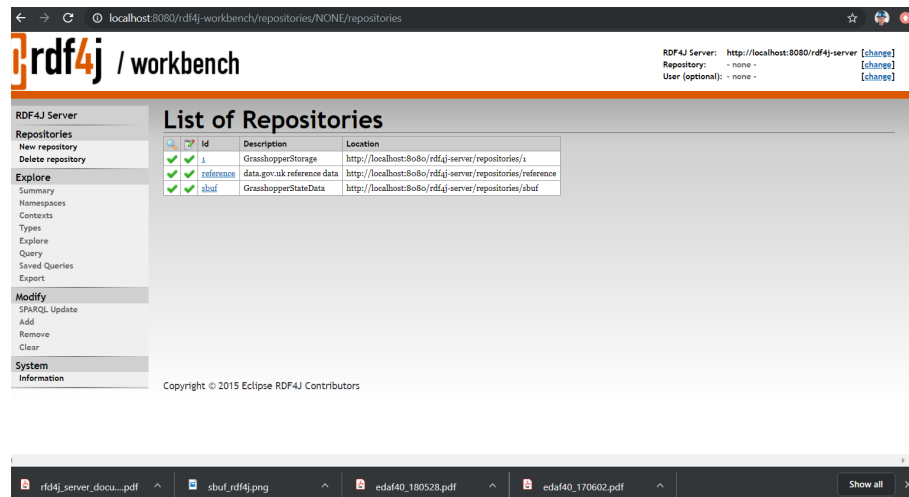 localhost:8080/rdf4j-workbench/repositories/NONE/repositories
rdf4j / workbench
RDF4J Server: http://localhost:8080/rdf4j-server [change]
Repository: - none - [change]
User (optional): - none - [change]
RDF4J Server
Repositories
New repository
Delete repository
Explore
Summary
Namespaces
Contexts
Types
Explore
Query
Saved Queries
Export
Modify
SPARQL Update
Add
Remove
Clear
System
Information
List of Repositories
Id Description Location
1 GrasshopperStorage http://localhost:8080/rdf4j-server/repositories/1
reference data.gov.uk reference data http://localhost:8080/rdf4j-server/repositories/reference
sbuf GrasshopperStateData http://localhost:8080/rdf4j-server/repositories/sbuf
Copyright © 2015 Eclipse RDF4J Contributors
rfd4j_server_docu....pdf sbuf_rdf4j.png edaf40_180528.pdf edaf40_170602.pdf Show all